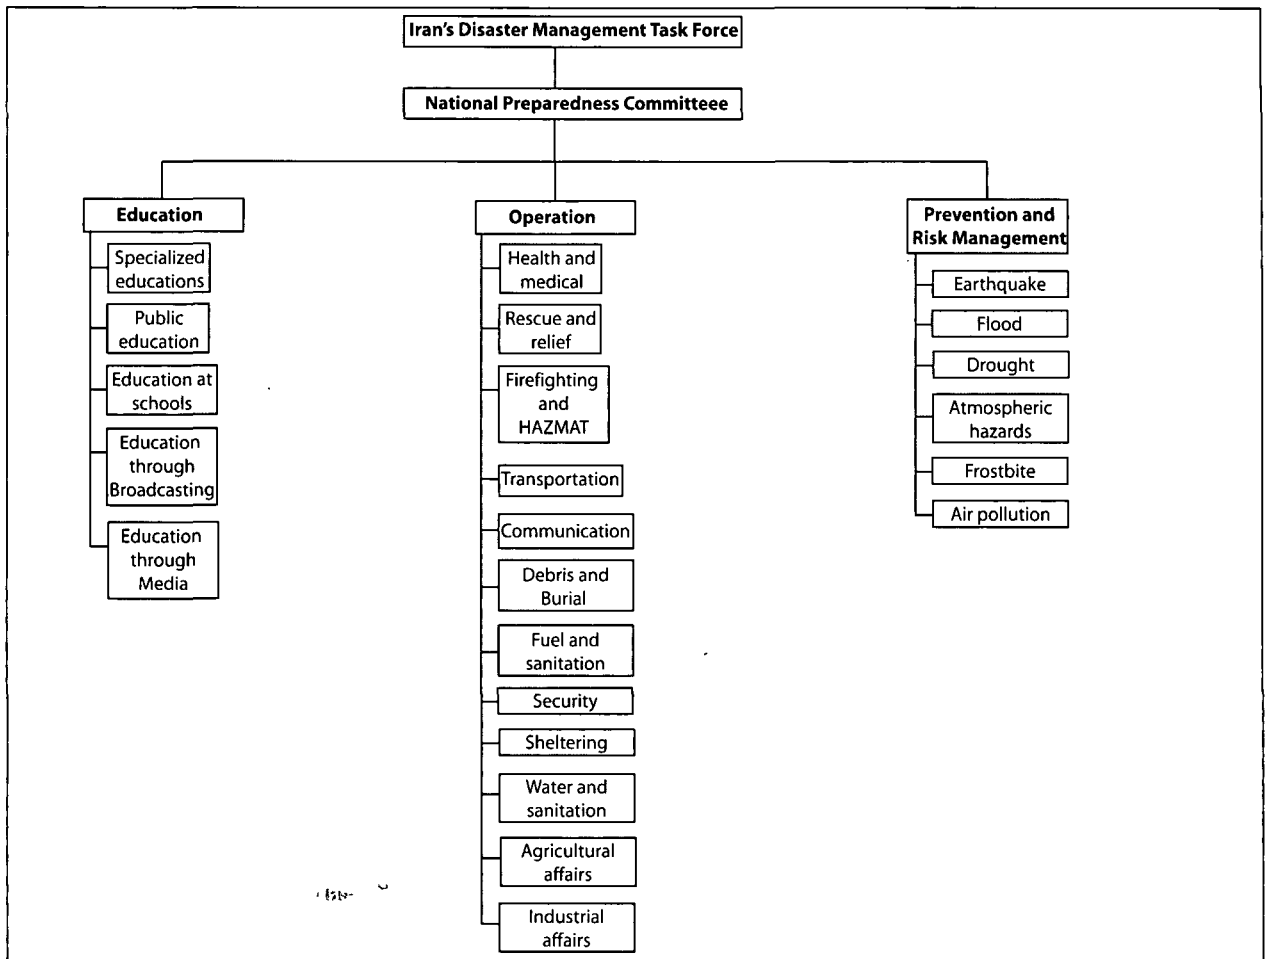 Iran's Disaster Management Task Force
National Preparedness Committeee
Education
Specialized
educations
Public
education
Education at
schools
Education
through
Broadcasting
Education
through
Media
Operation
Health and
medical
Rescue and
relief
Firefighting
and
HAZMAT
Transportation
Communication
Debris and
Burial
Fuel and
sanitation
Security
Sheltering
Water and
sanitation
Agricultural
affairs
Industrial
affairs
Prevention and
Risk Management
Earthquake
Flood
Drought
Atmospheric
hazards
Frostbite
Air pollution